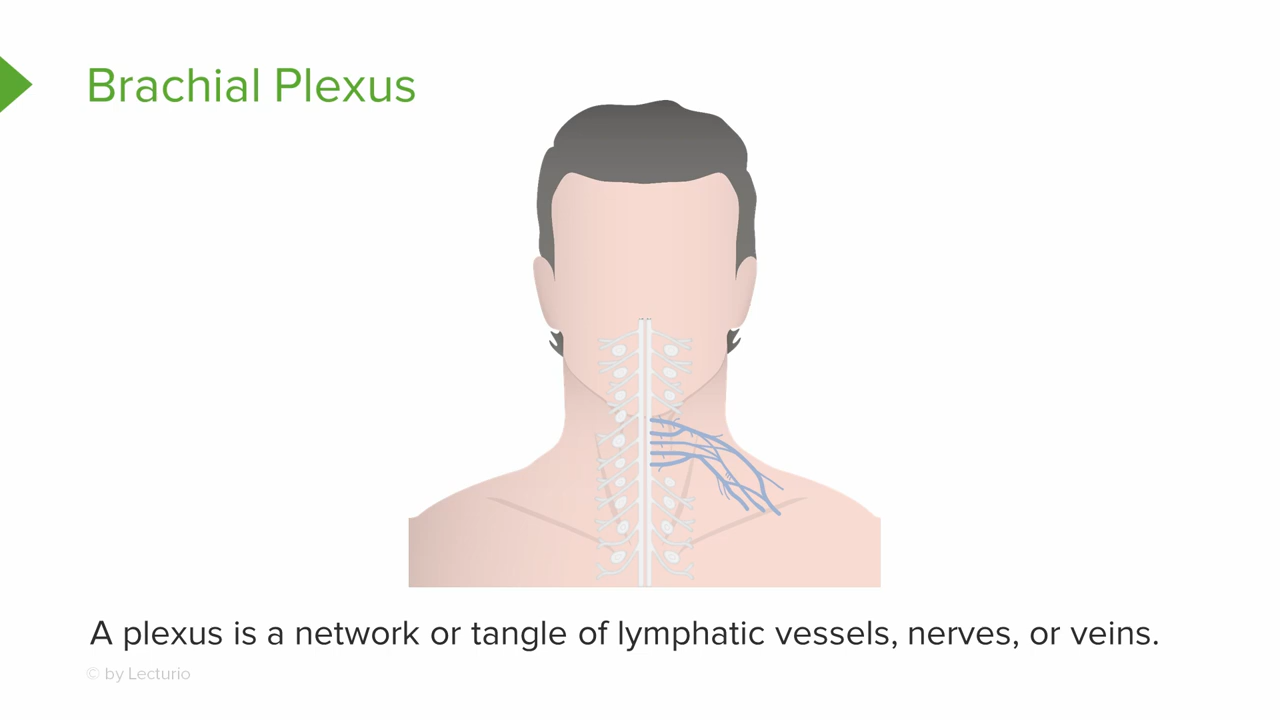 Brachial Plexus
A plexus is a network or tangle of lymphatic vessels, nerves, or veins.
© by Lecturio